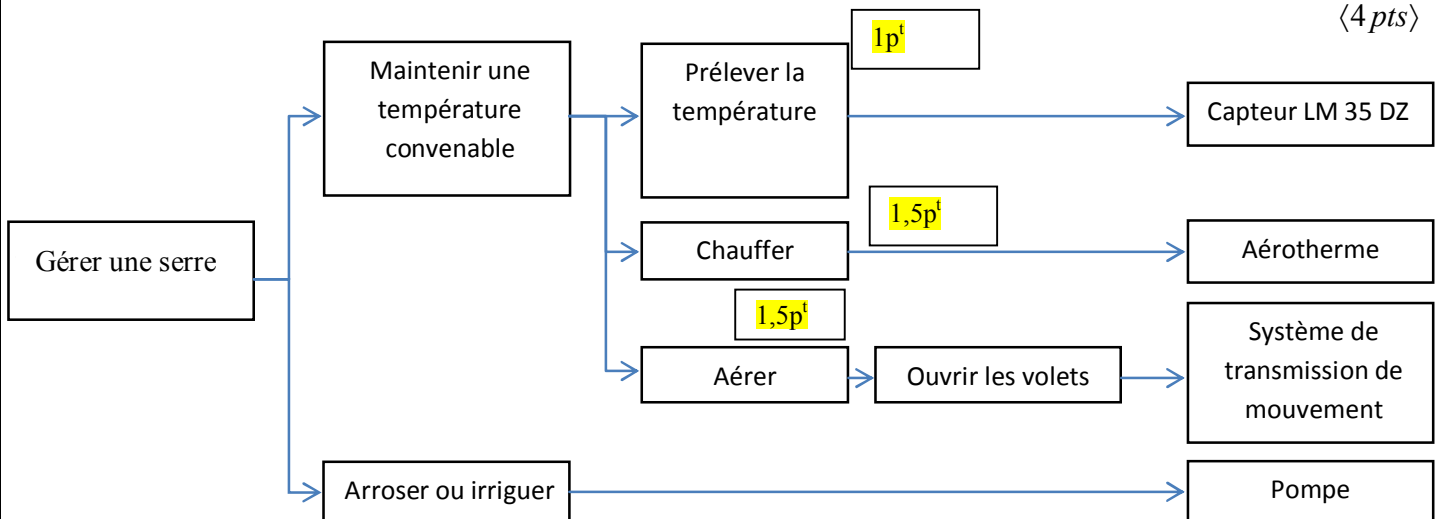 ⟨4 pts⟩
1pᵗ
Maintenir une
température
convenable
Prélever la
température
Capteur LM 35 DZ
1,5pᵗ
Gérer une serre
Chauffer
Aérotherme
1,5pᵗ
Aérer
Ouvrir les volets
Système de
transmission de
mouvement
Arroser ou irriguer
Pompe